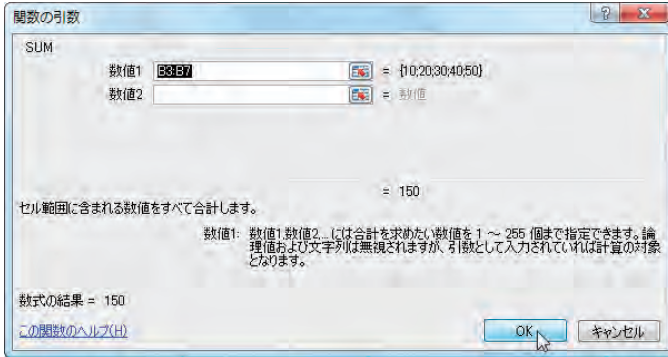 関数の引数
SUM
数値1 B3:B7 = {10;20;30;40;50}
数値2 = 数値
= 150
セル範囲に含まれる数値をすべて合計します。
数値1: 数値1,数値2,... には合計を求めたい数値を 1 ～ 255 個まで指定できます。論
理値および文字列は無視されますが、引数として入力されていれば計算の対象
となります。
数式の結果 = 150
この関数のヘルプ(H)
OK キャンセル